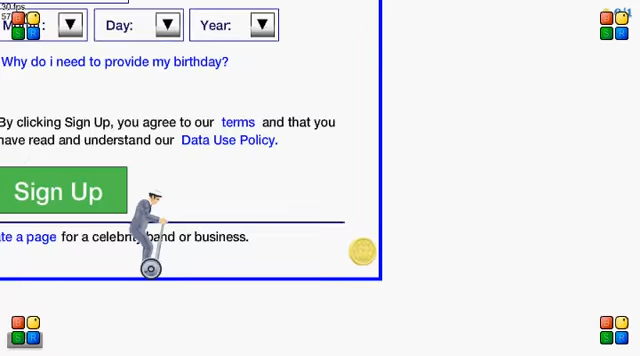 30 fps
Day:
Year:
Why do i need to provide my birthday?
By clicking Sign Up, you agree to our terms and that you
have read and understand our Data Use Policy.
Sign Up
ate a page for a celebrity, band or business.